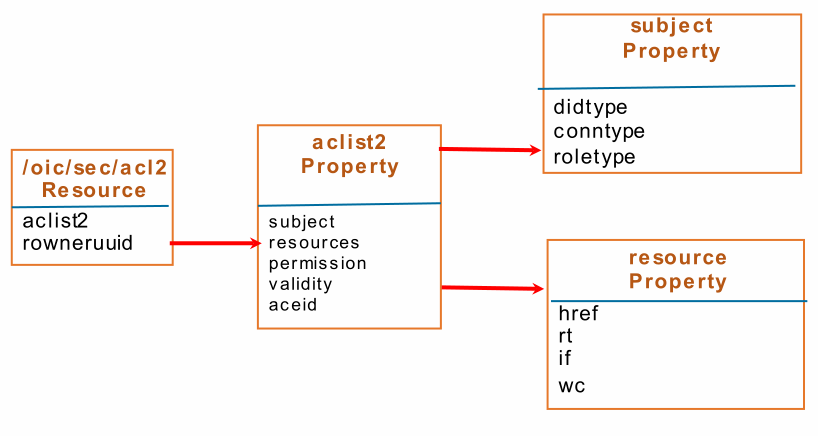 /oic/sec/acl2
Resource
aclist2
rowneruuid
aclist2
Property
subject
resources
permission
validity
aceid
subject
Property
didtype
conntype
roletype
resource
Property
href
rt
if
wc